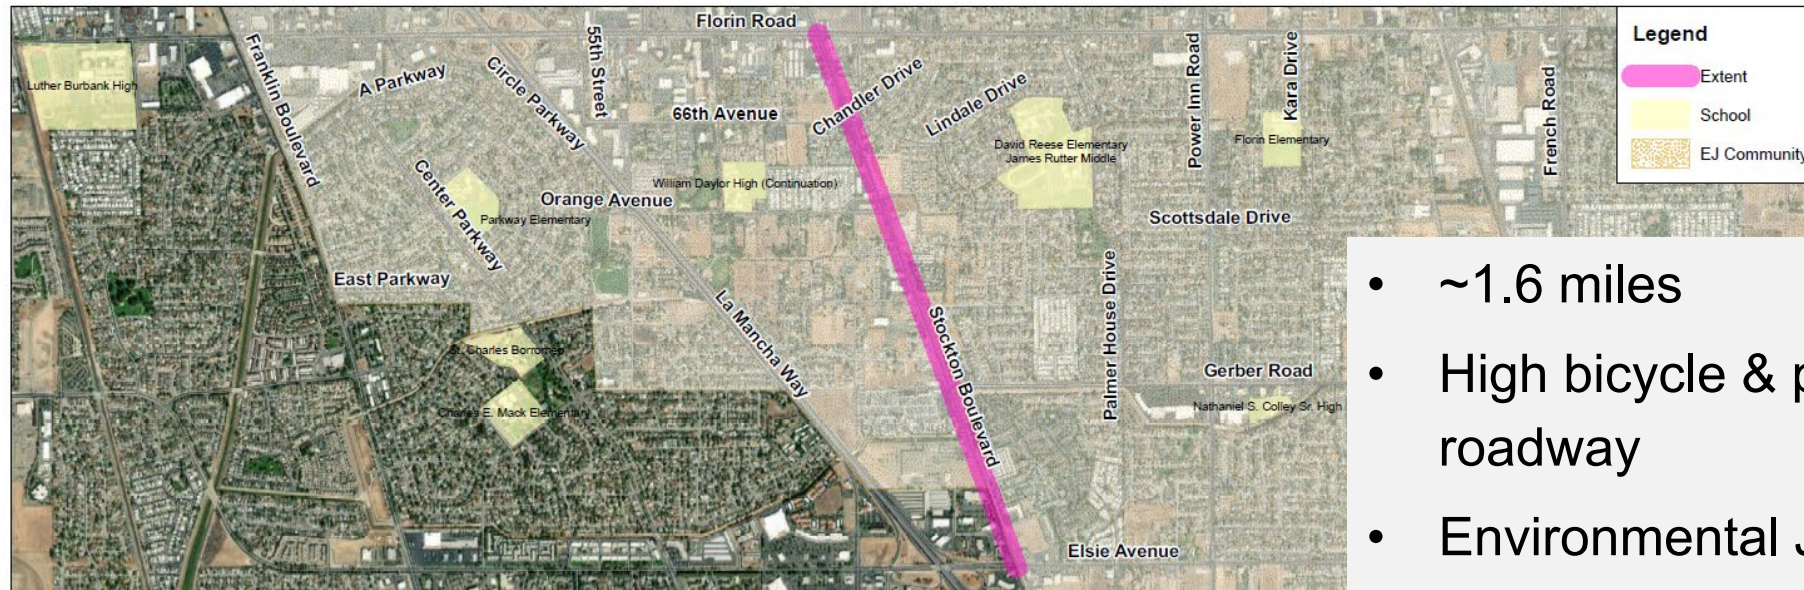 Florin Road
Legend
Extent
School
EJ Community
Luther Burbank High
Franklin Boulevard
A Parkway
Circle Parkway
55th Street
66th Avenue
Chandler Drive
Lindale Drive
David Reese Elementary
James Rutter Middle
Power Inn Road
Kara Drive
Florin Elementary
French Road
Center Parkway
Parkway Elementary
Orange Avenue
William Daylor High (Continuation)
Scottsdale Drive
East Parkway
La Mancha Way
Stockton Boulevard
Palmer House Drive
St. Charles Borromeo
Charles E. Mack Elementary
Gerber Road
Nathaniel S. Colley Sr. High
Elsie Avenue
• ~1.6 miles
• High bicycle & p
roadway
• Environmental J